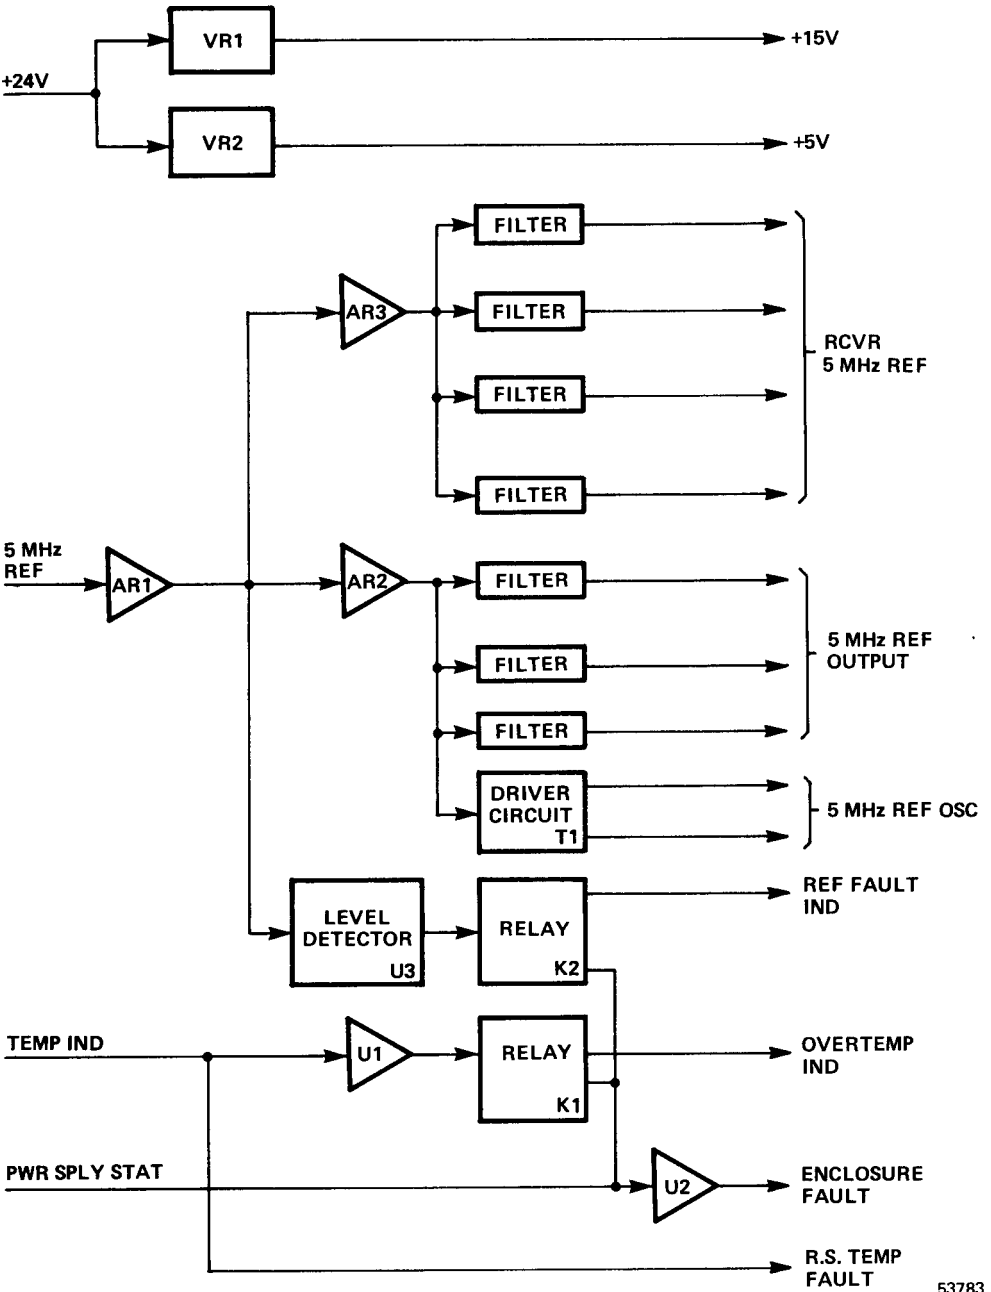 VR1
+15V
+24V
VR2
+5V
FILTER
AR3
FILTER
RCVR
5 MHz REF
FILTER
FILTER
5 MHz
REF
AR1
AR2
FILTER
5 MHz REF
OUTPUT
FILTER
FILTER
DRIVER
CIRCUIT
T1
5 MHz REF OSC
REF FAULT
IND
LEVEL
DETECTOR
U3
RELAY
K2
TEMP IND
U1
RELAY
K1
OVERTEMP
IND
PWR SPLY STAT
U2
ENCLOSURE
FAULT
R.S. TEMP
FAULT
53783